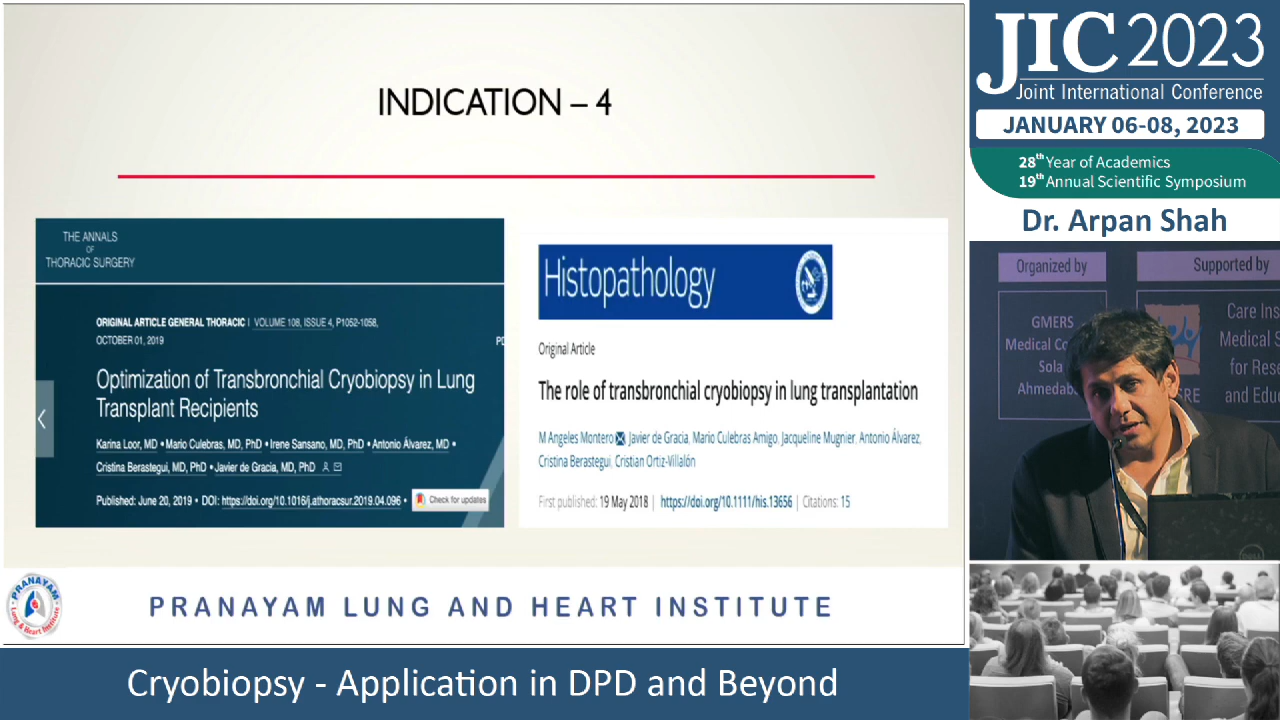 INDICATION – 4
THE ANNALS
OF
THORACIC SURGERY
ORIGINAL ARTICLE GENERAL THORACIC | VOLUME 108, ISSUE 4, P1052-1058,
OCTOBER 01, 2019
Optimization of Transbronchial Cryobiopsy in Lung
Transplant Recipients
Karina Loor, MD • Mario Culebras, MD, PhD • Irene Sansano, MD, PhD • Antonio Álvarez, MD •
Cristina Berastegui, MD, PhD • Javier de Gracia, MD, PhD
Published: June 20, 2019 • DOI: https://doi.org/10.1016/j.athoracsur.2019.04.096 •
Check for updates
Histopathology
Original Article
The role of transbronchial cryobiopsy in lung transplantation
M Angeles Montero Javier de Gracia, Mario Culebras Amigo, Jacqueline Mugnier, Antonio Álvarez,
Cristina Berastegui, Cristian Ortiz-Villalón
First published: 19 May 2018 | https://doi.org/10.1111/his.13656 | Citations: 15
PRANAYAM
Lung & Heart Institute
PRANAYAM LUNG AND HEART INSTITUTE
Cryobiopsy - Application in DPD and Beyond
JIC 2023
Joint International Conference
JANUARY 06-08, 2023
28th Year of Academics
19th Annual Scientific Symposium
Dr. Arpan Shah
Organized by
Supported by
GMERS
Medical Co
Sola
Ahmedab
Care Ins
Medical S
for Rese
and Educ